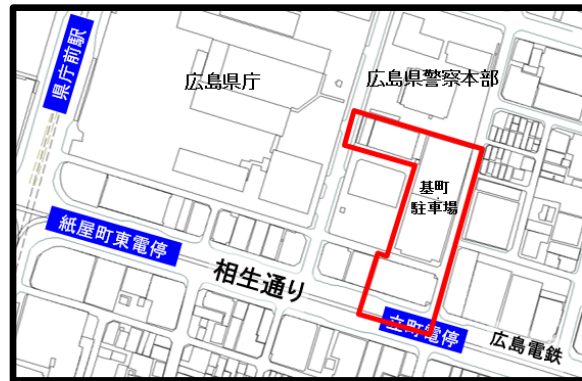 県庁前駅
広島県庁
広島県警察本部
基町
駐車場
紙屋町東電停
相生通り
立町電停
広島電鉄